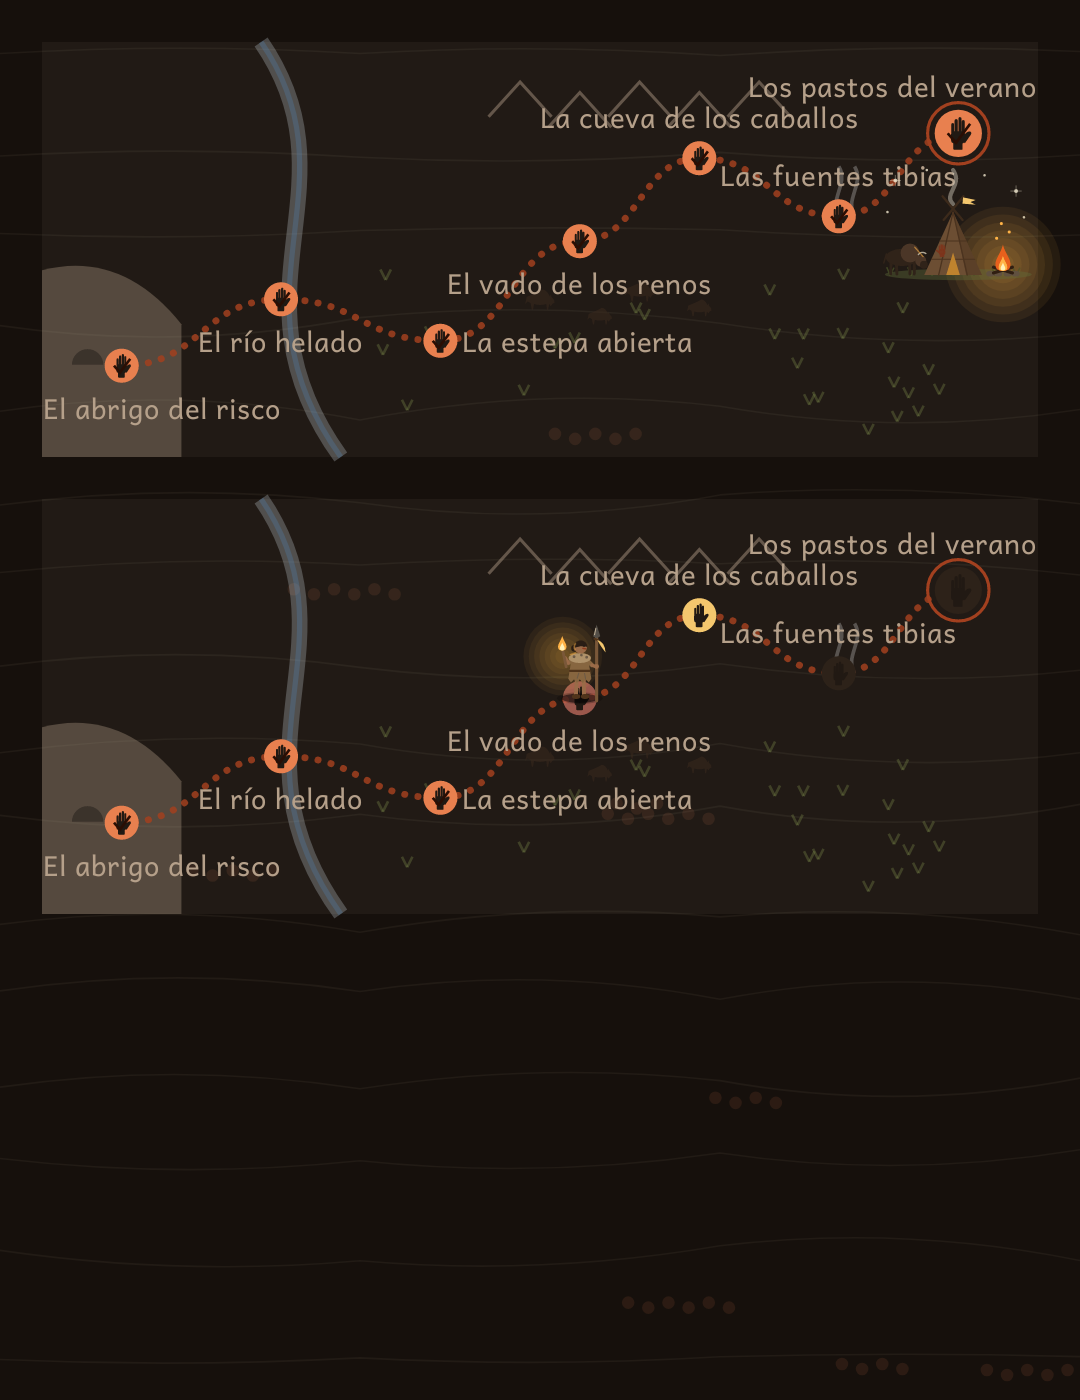 Los pastos del verano
La cueva de los caballos
Las fuentes tibias
El vado de los renos
El río helado
La estepa abierta
El abrigo del risco
Los pastos del verano
La cueva de los caballos
Las fuentes tibias
El vado de los renos
El río helado
La estepa abierta
El abrigo del risco